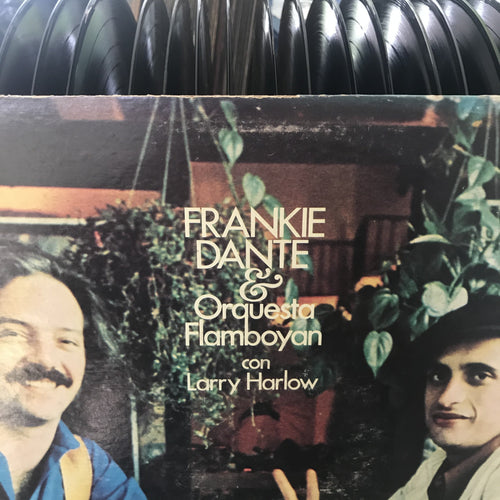 FRANKIE
DANTE
&
Orquesta
Flamboyan
con
Larry Harlow